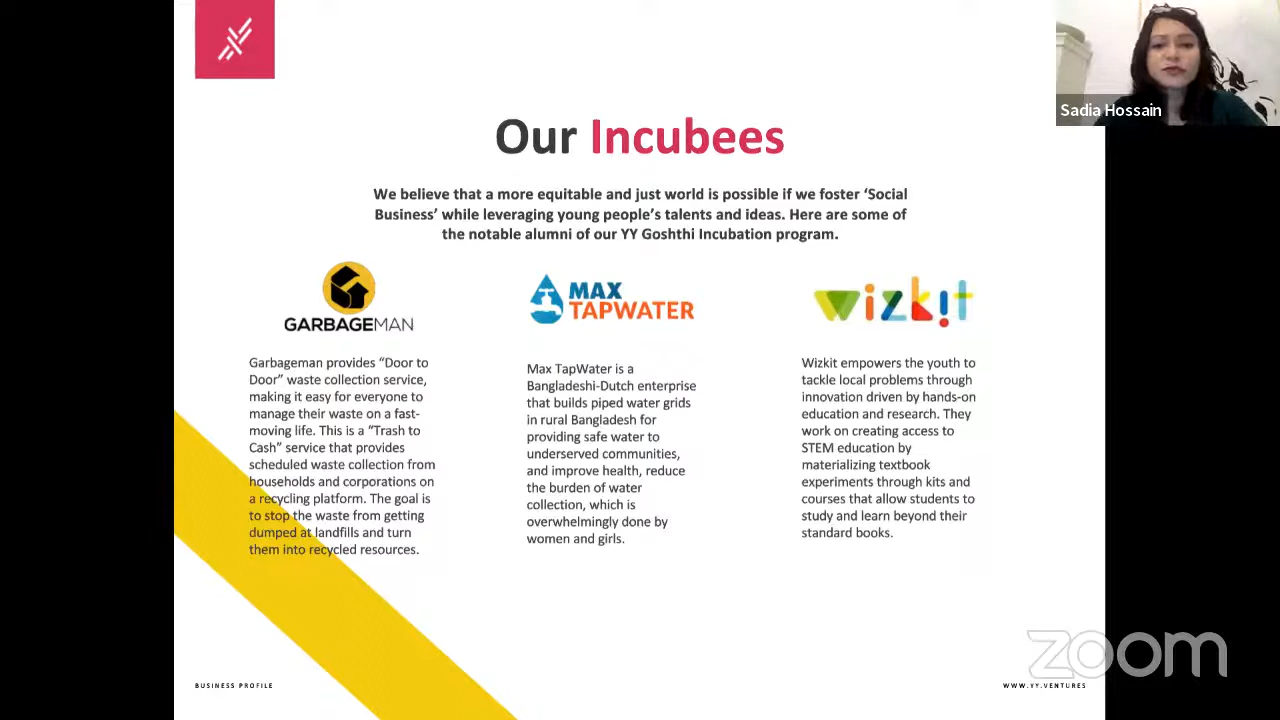 Sadia Hossain
Our Incubees
We believe that a more equitable and just world is possible if we foster ‘Social
Business’ while leveraging young people’s talents and ideas. Here are some of
the notable alumni of our YY Goshthi Incubation program.
GARBAGEMAN
Garbageman provides “Door to
Door” waste collection service,
making it easy for everyone to
manage their waste on a fast-
moving life. This is a “Trash to
Cash” service that provides
scheduled waste collection from
households and corporations on
a recycling platform. The goal is
to stop the waste from getting
dumped at landfills and turn
them into recycled resources.
MAX
TAPWATER
Max TapWater is a
Bangladeshi-Dutch enterprise
that builds piped water grids
in rural Bangladesh for
providing safe water to
underserved communities,
and improve health, reduce
the burden of water
collection, which is
overwhelmingly done by
women and girls.
wizkit
Wizkit empowers the youth to
tackle local problems through
innovation driven by hands-on
education and research. They
work on creating access to
STEM education by
materializing textbook
experiments through kits and
courses that allow students to
study and learn beyond their
standard books.
zoom
BUSINESS PROFILE
WWW.YY.VENTURES